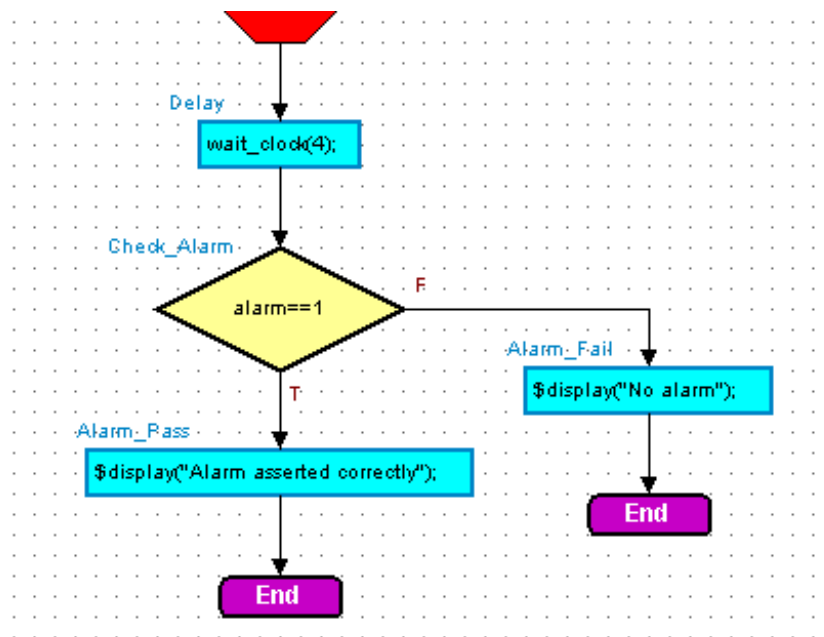 Delay
wait_clock(4);
Check_Alarm
alarm==1
F
T
Alarm_Fail
$display("No alarm");
End
Alarm_Pass
$display("Alarm asserted correctly");
End